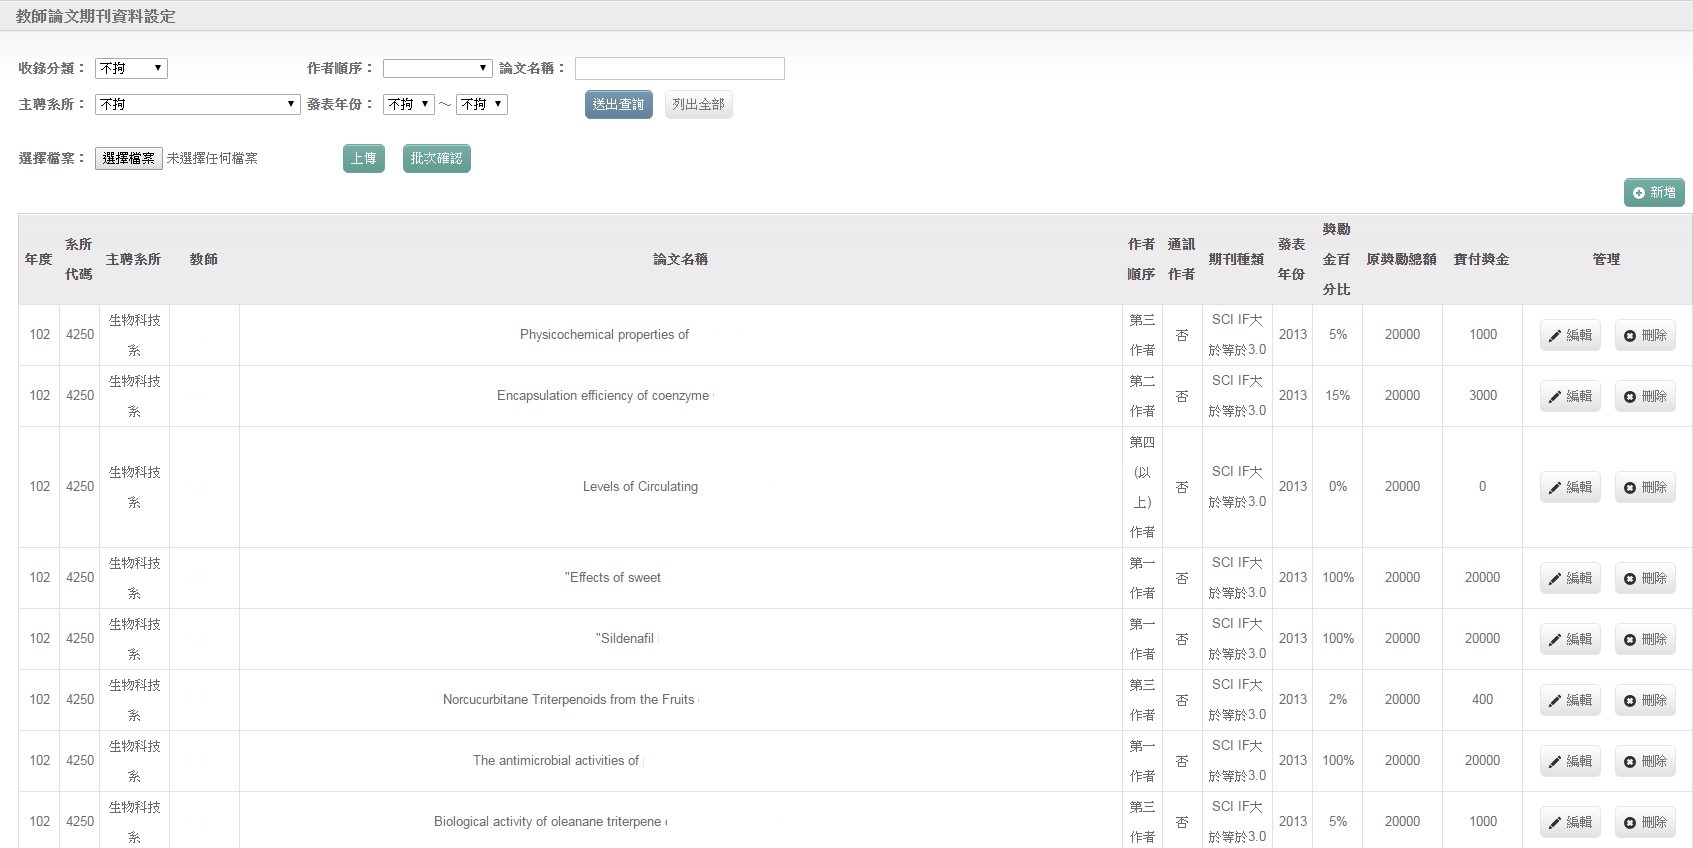 教師論文期刊資料設定
收錄分類： 不拘 作者順序： 論文名稱：
主聘系所： 不拘 發表年份： 不拘 ～ 不拘 送出查詢 列出全部
選擇檔案： 選擇檔案 未選擇任何檔案 上傳 批次確認
新增
年度 系所代碼 主聘系所 教師 論文名稱 作者順序 通訊作者 期刊種類 發表年份 獎勵金百分比 原獎勵總額 實付獎金 管理
102 4250 生物科技系 Physicochemical properties of 第三作者 否 SCI IF大於等於3.0 2013 5% 20000 1000 編輯 刪除
102 4250 生物科技系 Encapsulation efficiency of coenzyme 第二作者 否 SCI IF大於等於3.0 2013 15% 20000 3000 編輯 刪除
102 4250 生物科技系 Levels of Circulating 第四(以上)作者 否 SCI IF大於等於3.0 2013 0% 20000 0 編輯 刪除
102 4250 生物科技系 "Effects of sweet 第一作者 否 SCI IF大於等於3.0 2013 100% 20000 20000 編輯 刪除
102 4250 生物科技系 "Sildenafil 第一作者 否 SCI IF大於等於3.0 2013 100% 20000 20000 編輯 刪除
102 4250 生物科技系 Norcucurbitane Triterpenoids from the Fruits 第三作者 否 SCI IF大於等於3.0 2013 2% 20000 400 編輯 刪除
102 4250 生物科技系 The antimicrobial activities of 第一作者 否 SCI IF大於等於3.0 2013 100% 20000 20000 編輯 刪除
102 4250 生物科技系 Biological activity of oleanane triterpene 第三作者 否 SCI IF大於等於3.0 2013 5% 20000 1000 編輯 刪除